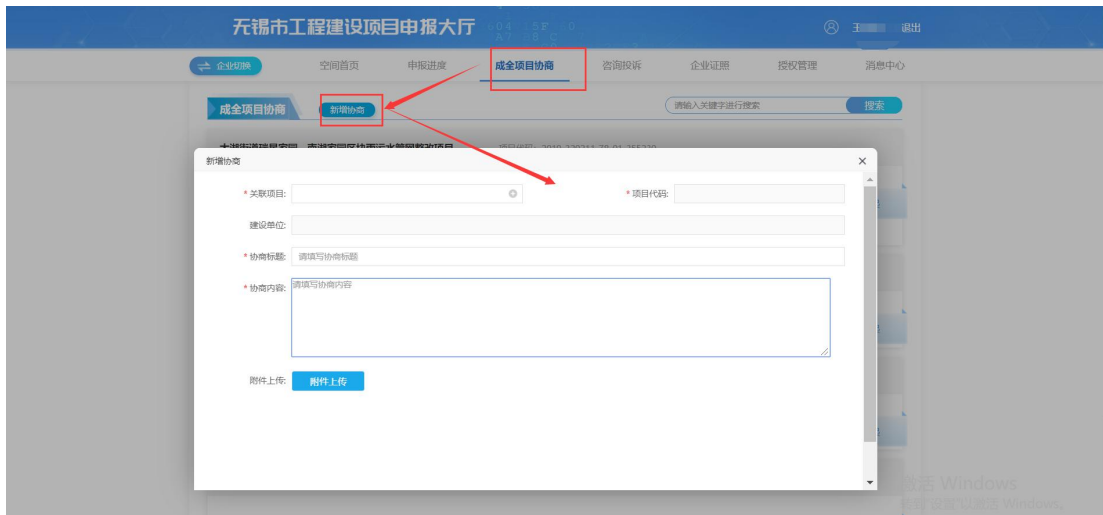 无锡市工程建设项目申报大厅
王 退出
企业切换 空间首页 申报进度 成全项目协商 咨询投诉 企业证照 授权管理 消息中心
成全项目协商 新增协商 请输入关键字进行搜索 搜索
新增协商 ×
* 关联项目: * 项目代码:
建设单位:
* 协商标题: 请填写协商标题
* 协商内容: 请填写协商内容
附件上传: 附件上传
激活 Windows